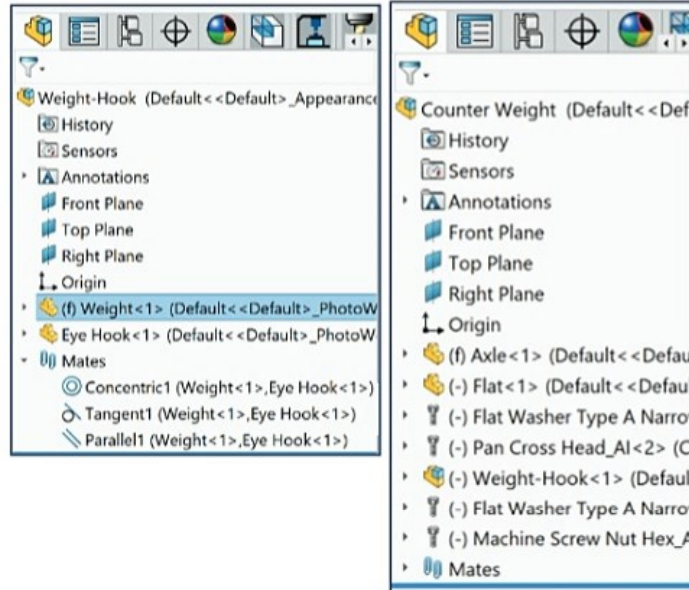 Weight-Hook (Default<<Default>_Appearance
History
Sensors
Annotations
Front Plane
Top Plane
Right Plane
Origin
(f) Weight<1> (Default<<Default>_PhotoW
Eye Hook<1> (Default<<Default>_PhotoW
Mates
Concentric1 (Weight<1>,Eye Hook<1>)
Tangent1 (Weight<1>,Eye Hook<1>)
Parallel1 (Weight<1>,Eye Hook<1>)
Counter Weight (Default<<Def
History
Sensors
Annotations
Front Plane
Top Plane
Right Plane
Origin
(f) Axle<1> (Default<<Defau
(-) Flat<1> (Default<<Defaul
(-) Flat Washer Type A Narro
(-) Pan Cross Head_AI<2> (C
(-) Weight-Hook<1> (Defaul
(-) Flat Washer Type A Narro
(-) Machine Screw Nut Hex_A
Mates